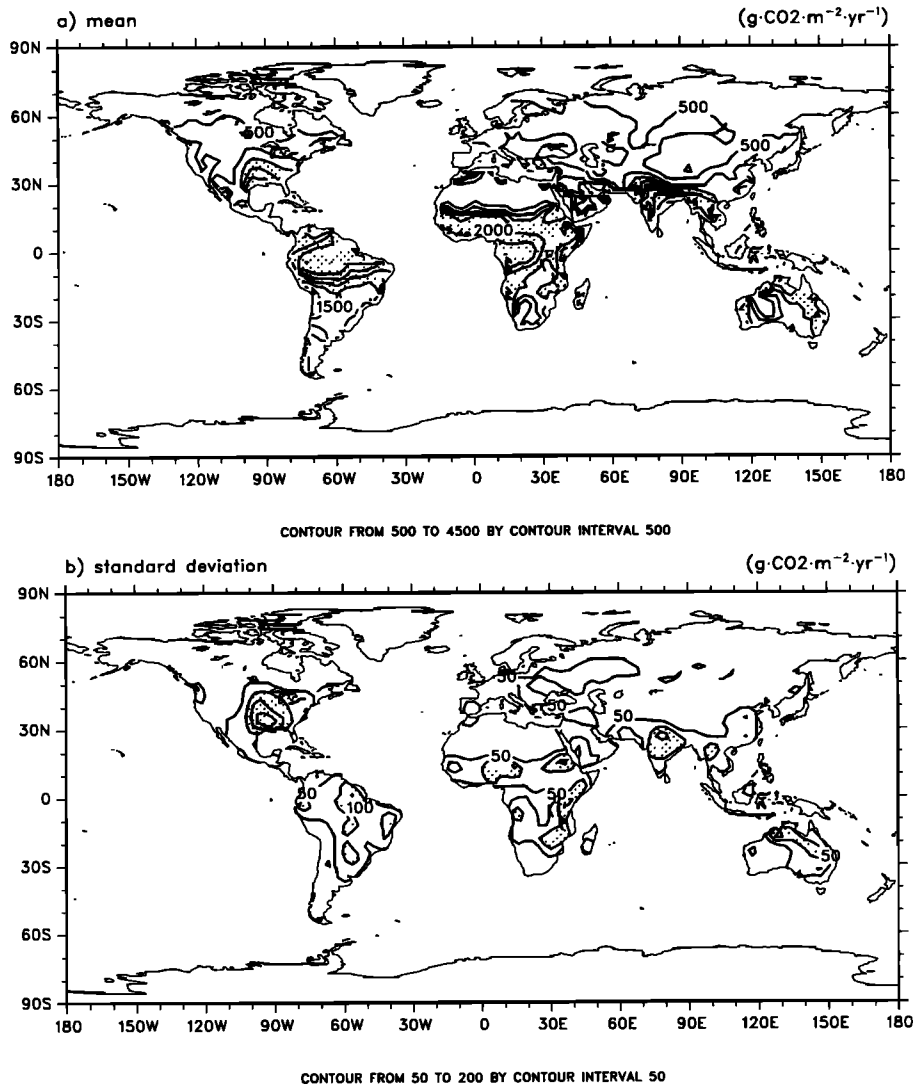 a) mean (g·CO2·m⁻²·yr⁻¹)
90N
60N
30N
0
30S
60S
90S
500
500
500
2000
1500
180 150W 120W 90W 60W 30W 0 30E 60E 90E 120E 150E 180
CONTOUR FROM 500 TO 4500 BY CONTOUR INTERVAL 500
b) standard deviation (g·CO2·m⁻²·yr⁻¹)
90N
60N
30N
0
30S
60S
90S
50
50
50
50
50
50
100
50
180 150W 120W 90W 60W 30W 0 30E 60E 90E 120E 150E 180
CONTOUR FROM 50 TO 200 BY CONTOUR INTERVAL 50